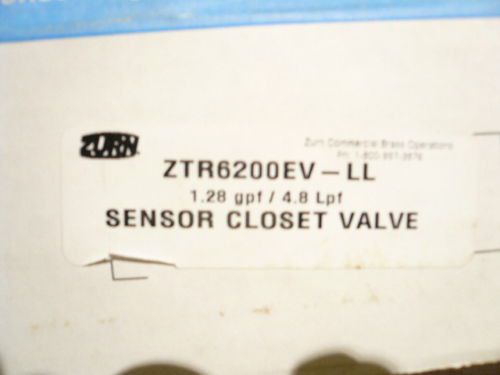 ZURN
Zurn Commercial Brass Operations
ZTR6200EV-LL
1.28 gpf / 4.8 Lpf
SENSOR CLOSET VALVE